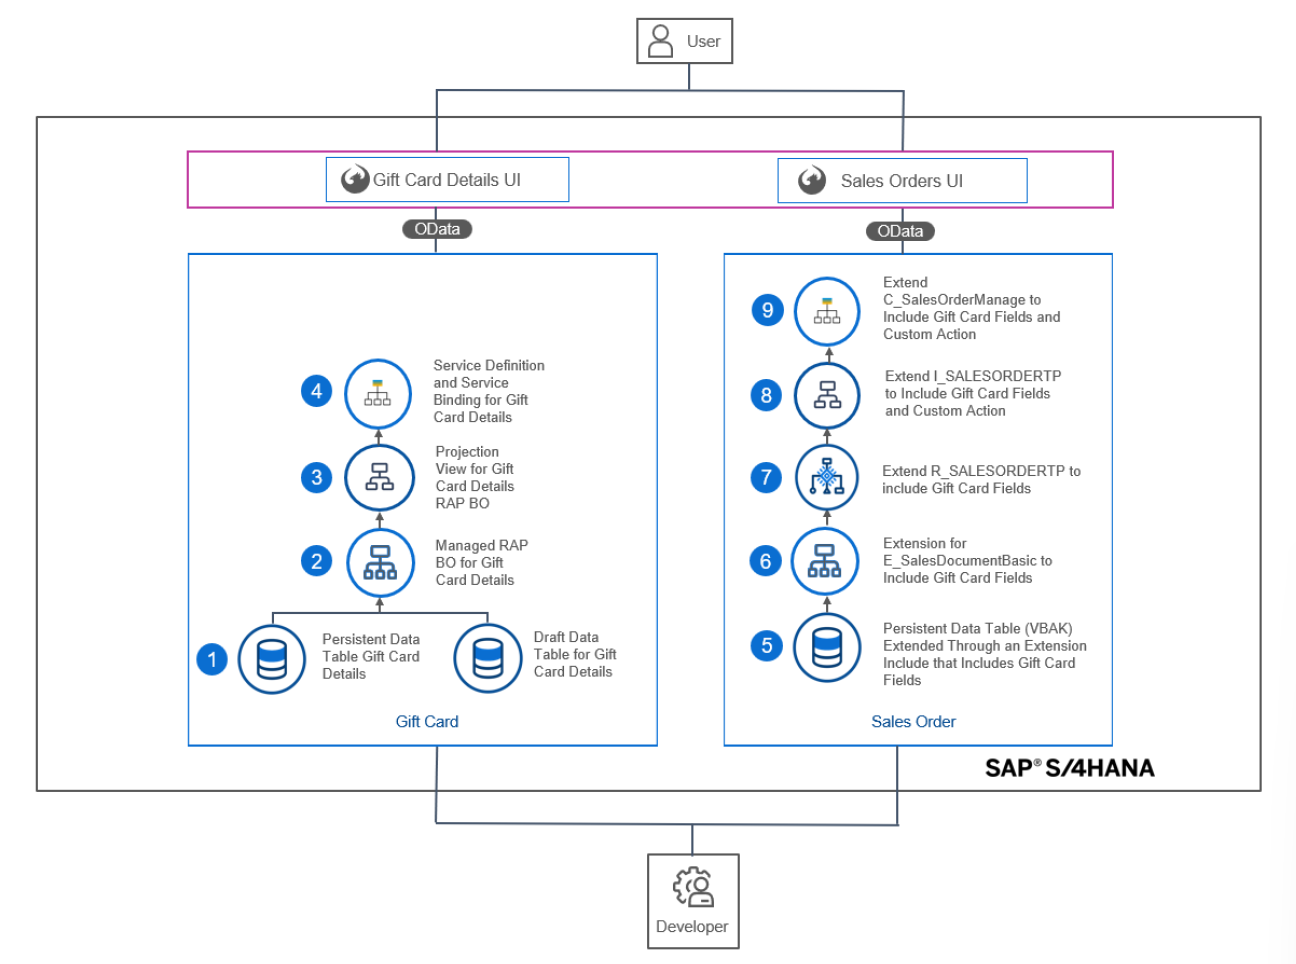 User
Gift Card Details UI
Sales Orders UI
OData
OData
4
Service Definition
and Service
Binding for Gift
Card Details
3
Projection
View for Gift
Card Details
RAP BO
2
Managed RAP
BO for Gift
Card Details
1
Persistent Data
Table Gift Card
Details
Draft Data
Table for Gift
Card Details
Gift Card
9
Extend
C_SalesOrderManage to
Include Gift Card Fields and
Custom Action
8
Extend I_SALESORDERTP
to Include Gift Card Fields
and Custom Action
7
Extend R_SALESORDERTP to
include Gift Card Fields
6
Extension for
E_SalesDocumentBasic to
Include Gift Card Fields
5
Persistent Data Table (VBAK)
Extended Through an Extension
Include that Includes Gift Card
Fields
Sales Order
SAP® S/4HANA
Developer